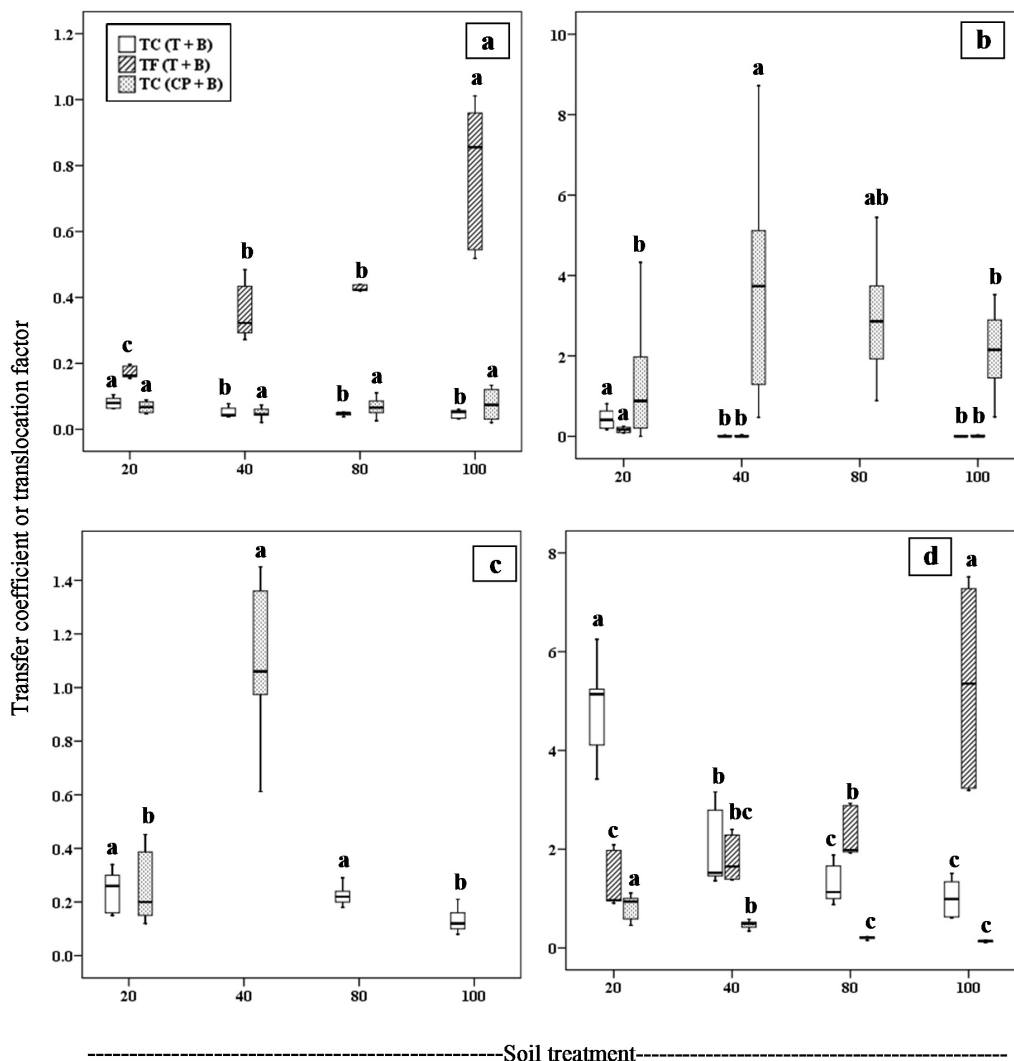 Transfer coefficient or translocation factor
a
TC (T + B)
TF (T + B)
TC (CP + B)
1.2
1.0
0.8
0.6
0.4
0.2
0.0
a c a
b b a
b b a
b a a
20 40 80 100
b
10
8
6
4
2
0
a a b
b b a
ab
b b b
20 40 80 100
c
1.4
1.2
1.0
0.8
0.6
0.4
0.2
0.0
a b
a
a
b
20 40 80 100
d
8
6
4
2
0
a c a
b bc b
c b c
c a c
20 40 80 100
Soil treatment